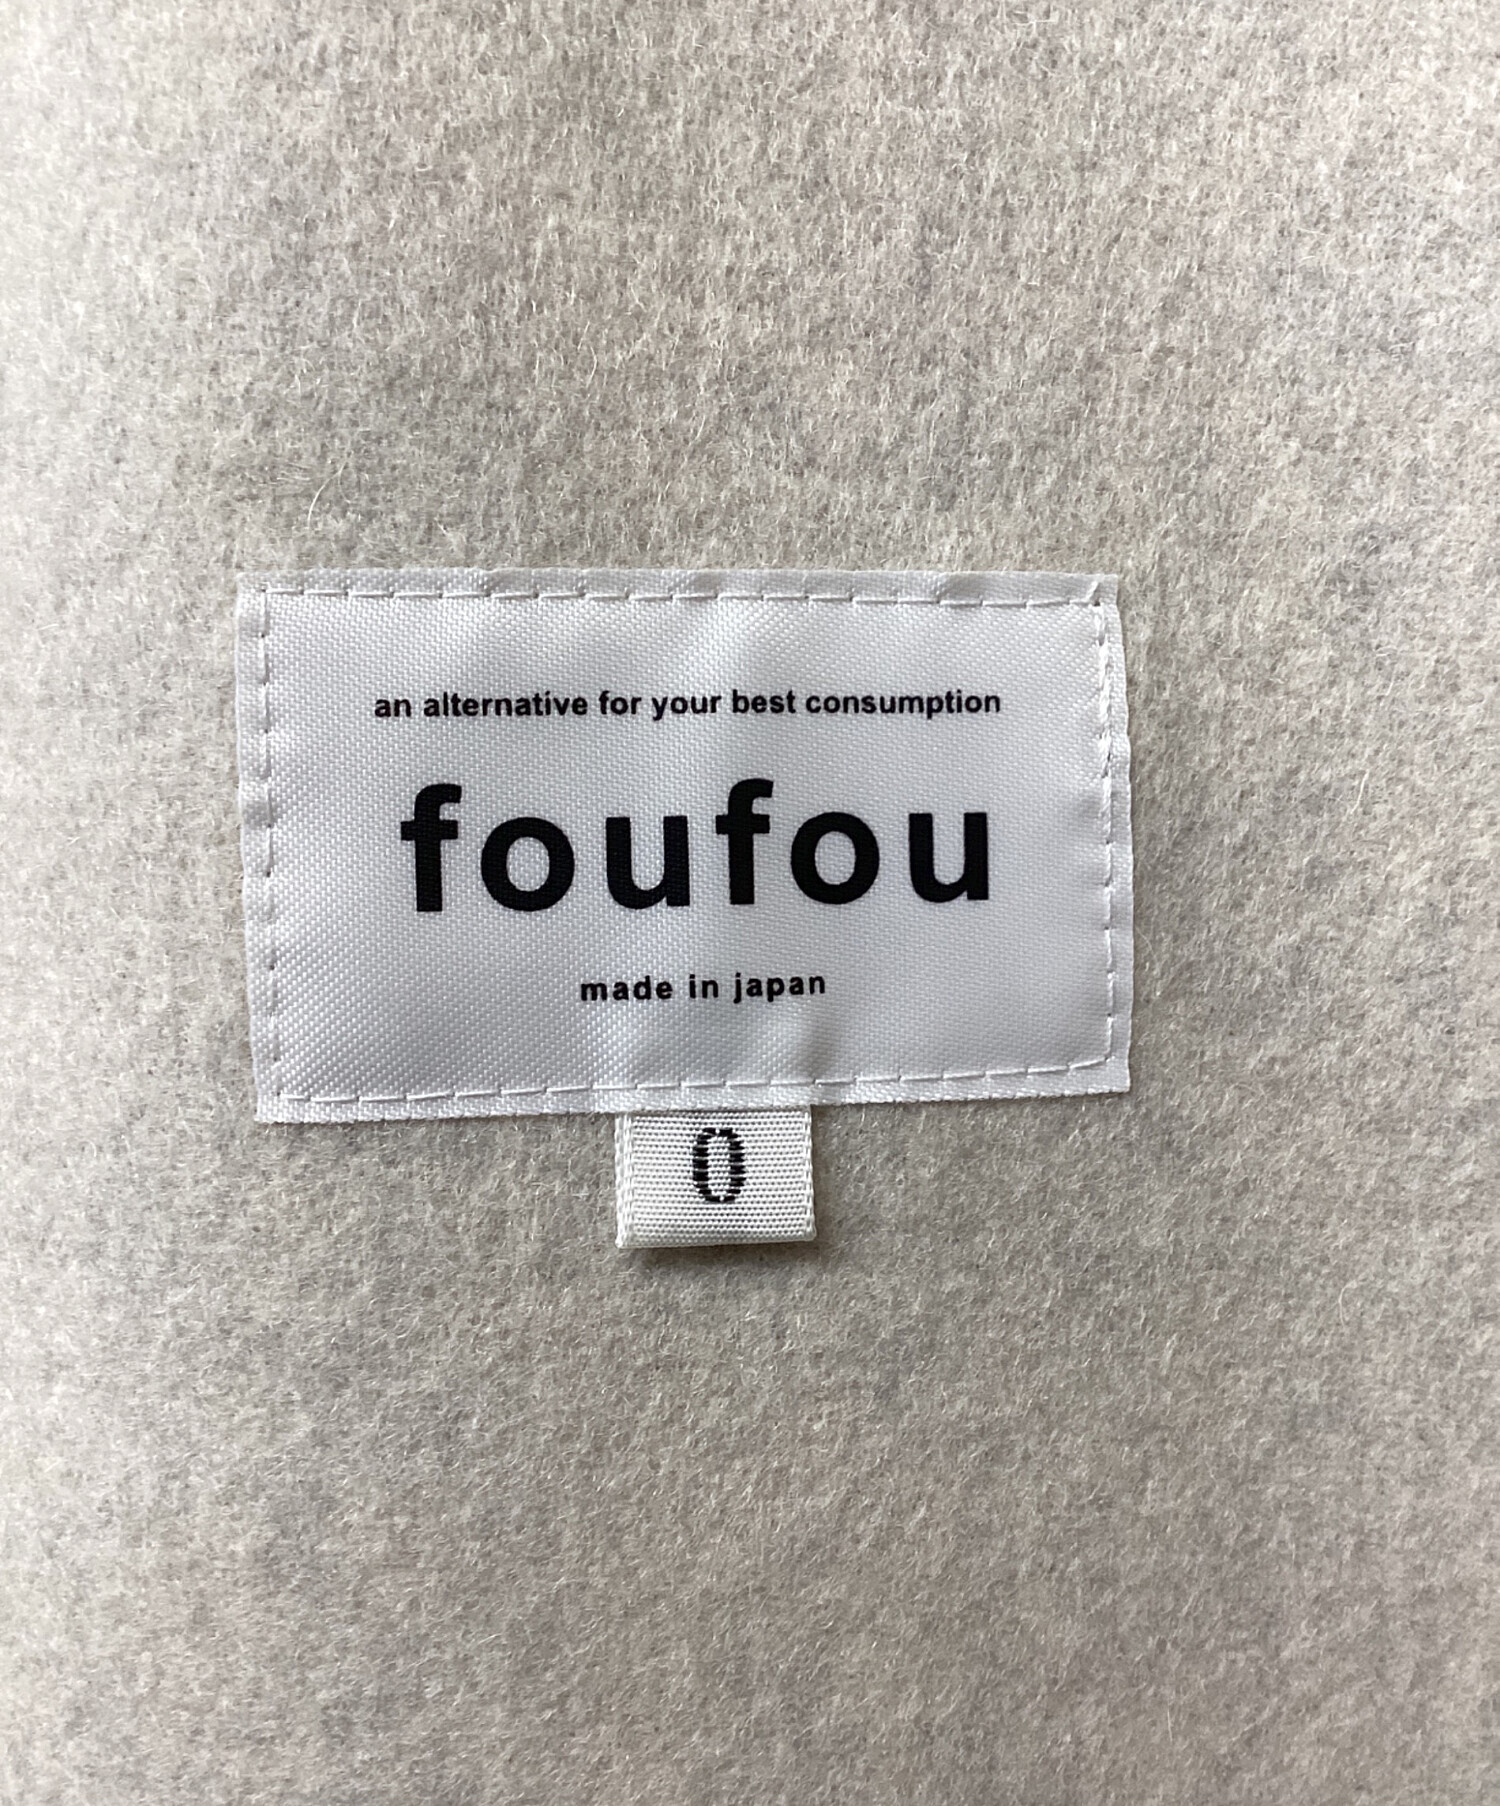 an alternative for your best consumption
foufou
made in japan
0